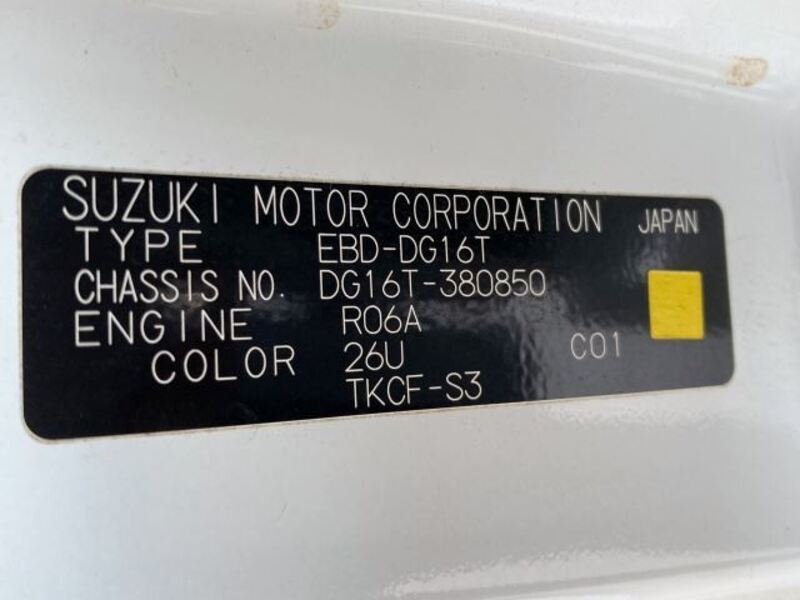 SUZUKI MOTOR CORPORATION JAPAN
TYPE EBD-DG16T
CHASSIS NO. DG16T-380850
ENGINE R06A
COLOR 26U C01
TKCF-S3